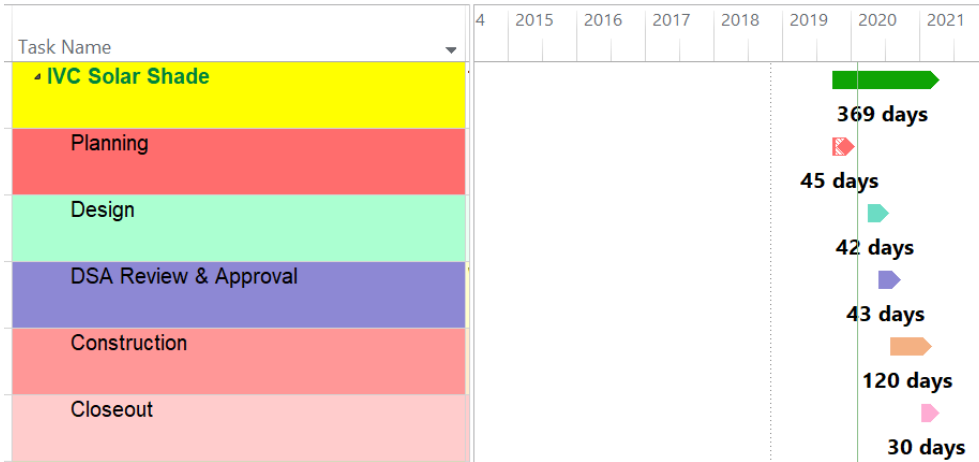 4 2015 2016 2017 2018 2019 2020 2021
Task Name
IVC Solar Shade
369 days
Planning
45 days
Design
42 days
DSA Review & Approval
43 days
Construction
120 days
Closeout
30 days